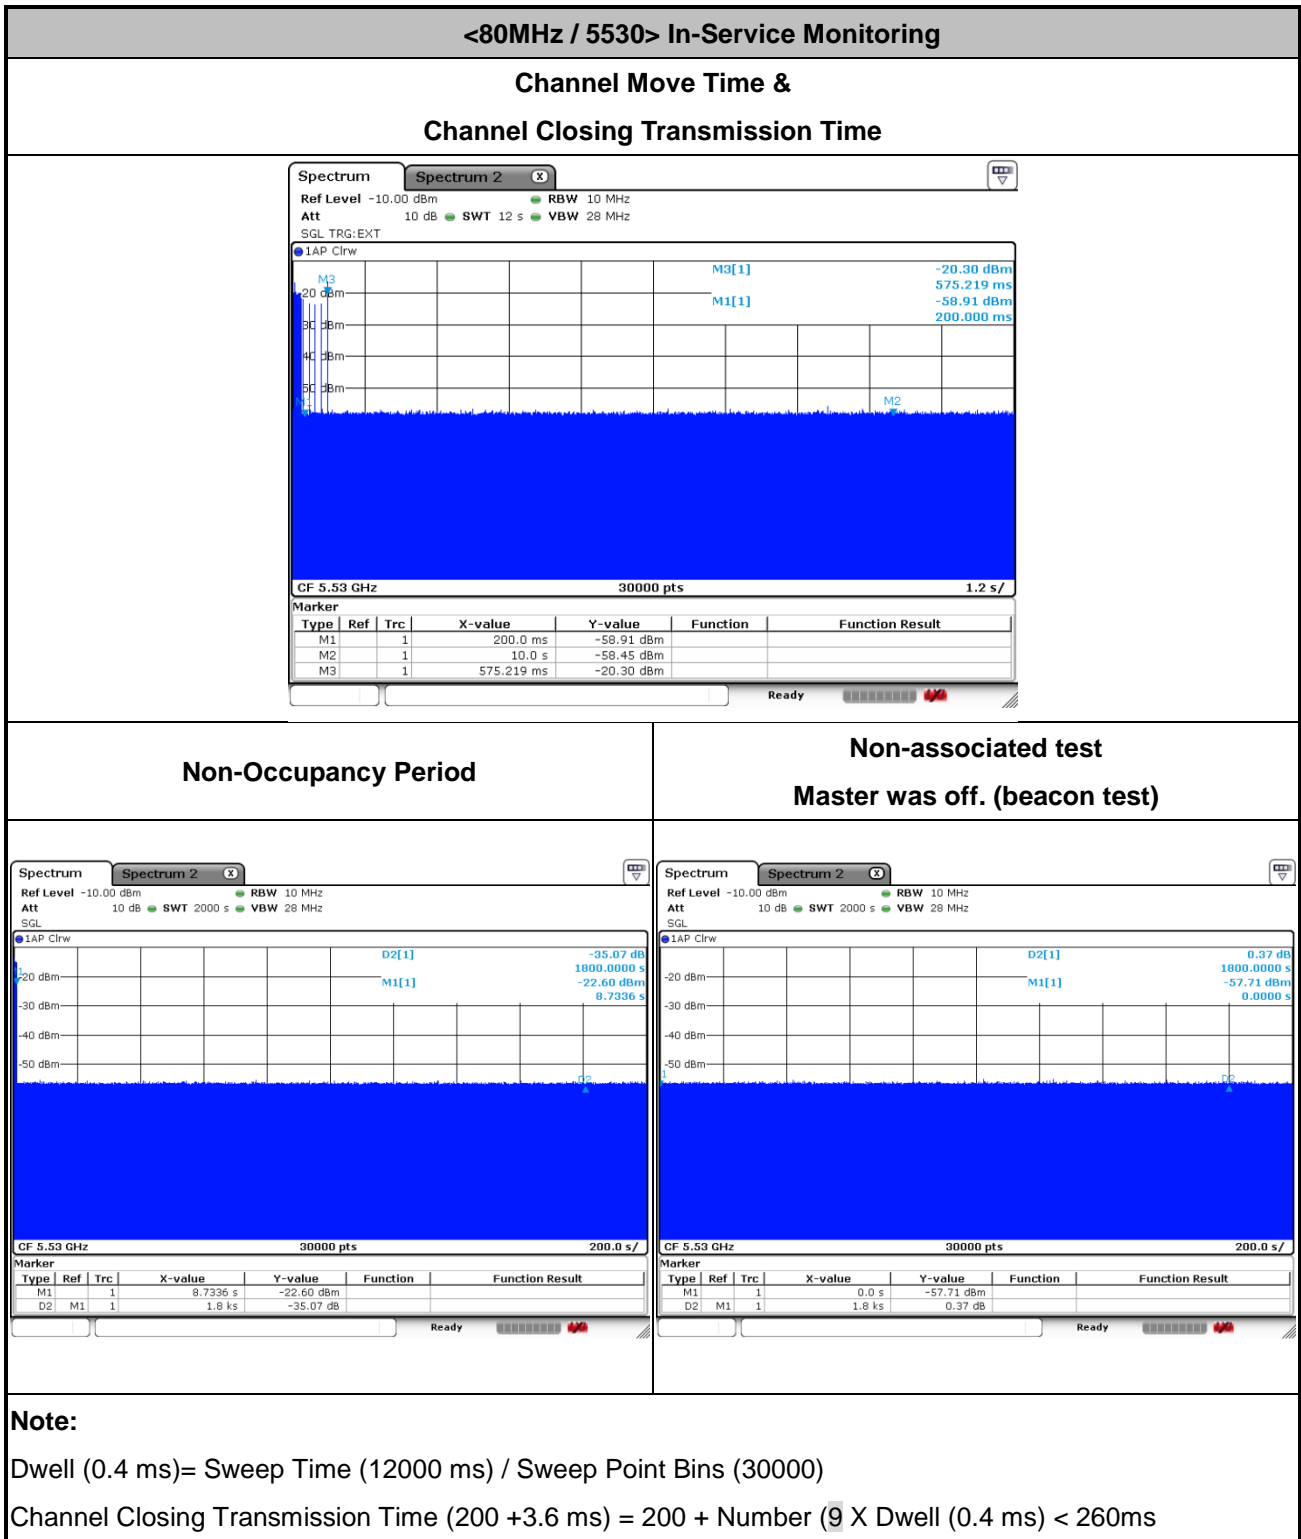 <80MHz / 5530> In-Service Monitoring
Channel Move Time &
Channel Closing Transmission Time
Spectrum Spectrum 2 X
Ref Level -10.00 dBm RBW 10 MHz
Att 10 dB SWT 12 s VBW 28 MHz
SGL TRG:EXT
1AP Clrw
M3[1] -20.30 dBm
575.219 ms
M1[1] -58.91 dBm
200.000 ms
M3
-20 dBm
-30 dBm
-40 dBm
-50 dBm
M1
M2
CF 5.53 GHz 30000 pts 1.2 s/
Marker
Type Ref Trc X-value Y-value Function Function Result
M1 1 200.0 ms -58.91 dBm
M2 1 10.0 s -58.45 dBm
M3 1 575.219 ms -20.30 dBm
Ready
Non-Occupancy Period
Non-associated test
Master was off. (beacon test)
Spectrum Spectrum 2 X
Ref Level -10.00 dBm RBW 10 MHz
Att 10 dB SWT 2000 s VBW 28 MHz
SGL
1AP Clrw
D2[1] -35.07 dB
1800.0000 s
M1[1] -22.60 dBm
8.7336 s
-20 dBm
-30 dBm
-40 dBm
-50 dBm
D2
CF 5.53 GHz 30000 pts 200.0 s/
Marker
Type Ref Trc X-value Y-value Function Function Result
M1 1 8.7336 s -22.60 dBm
D2 M1 1 1.8 ks -35.07 dB
Ready
Spectrum Spectrum 2 X
Ref Level -10.00 dBm RBW 10 MHz
Att 10 dB SWT 2000 s VBW 28 MHz
SGL
1AP Clrw
D2[1] 0.37 dB
1800.0000 s
M1[1] -57.71 dBm
0.0000 s
-20 dBm
-30 dBm
-40 dBm
-50 dBm
1
D2
CF 5.53 GHz 30000 pts 200.0 s/
Marker
Type Ref Trc X-value Y-value Function Function Result
M1 1 0.0 s -57.71 dBm
D2 M1 1 1.8 ks 0.37 dB
Ready
Note:
Dwell (0.4 ms)= Sweep Time (12000 ms) / Sweep Point Bins (30000)
Channel Closing Transmission Time (200 +3.6 ms) = 200 + Number (9 X Dwell (0.4 ms) < 260ms